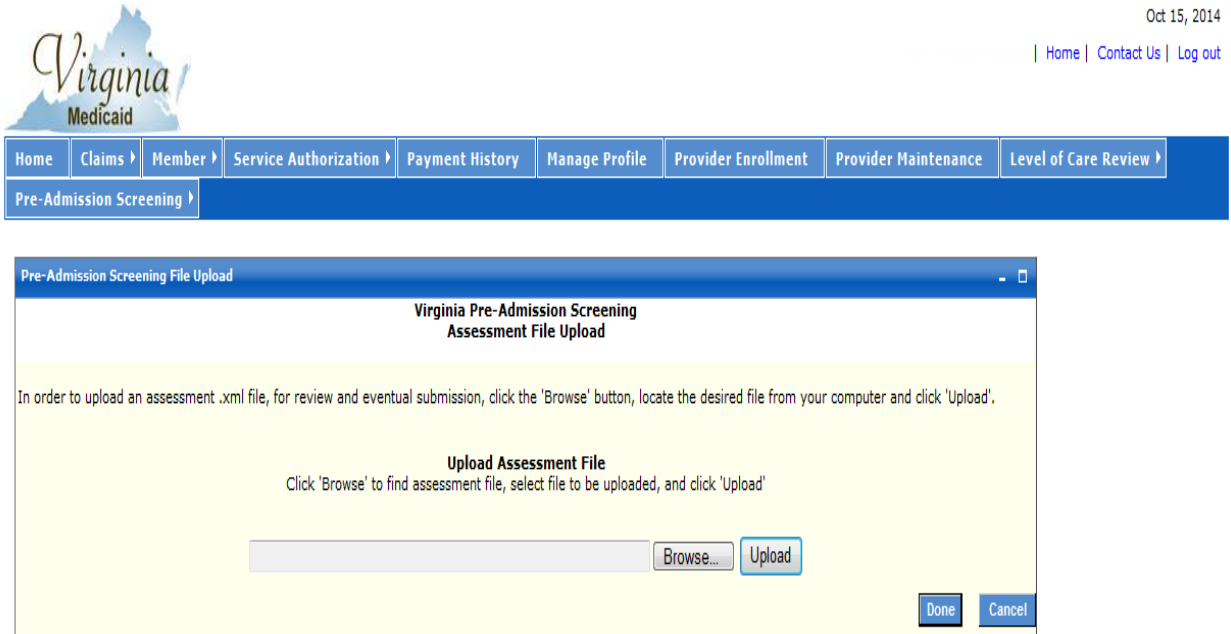 Oct 15, 2014
| Home | Contact Us | Log out
Virginia
Medicaid
Home Claims Member Service Authorization Payment History Manage Profile Provider Enrollment Provider Maintenance Level of Care Review
Pre-Admission Screening
Pre-Admission Screening File Upload
Virginia Pre-Admission Screening
Assessment File Upload
In order to upload an assessment .xml file, for review and eventual submission, click the 'Browse' button, locate the desired file from your computer and click 'Upload'.
Upload Assessment File
Click 'Browse' to find assessment file, select file to be uploaded, and click 'Upload'
Browse... Upload
Done Cancel